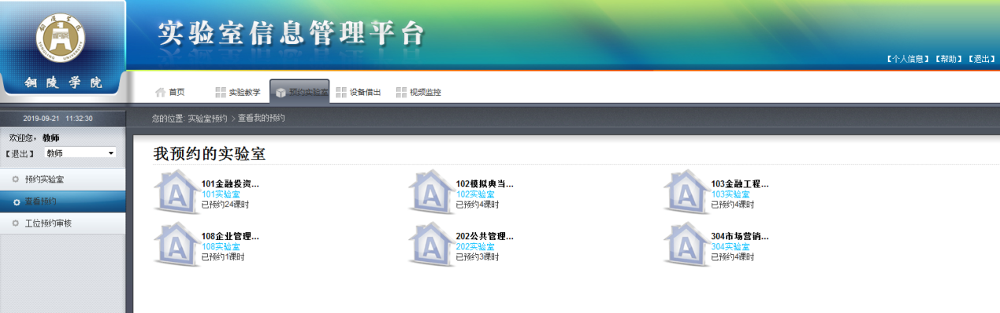 实验室信息管理平台
铜陵学院
【个人信息】【帮助】【退出】
首页
实验教学
预约实验室
设备借出
视频监控
2019-09-21 11:32:30
您的位置: 实验室预约 > 查看我的预约
欢迎您，教师
【退出】 教师
预约实验室
查看预约
工位预约审核
我预约的实验室
101金融投资...
101实验室
已预约24课时
102模拟典当...
102实验室
已预约4课时
103金融工程...
103实验室
已预约4课时
108企业管理...
108实验室
已预约1课时
202公共管理...
202实验室
已预约3课时
304市场营销...
304实验室
已预约4课时